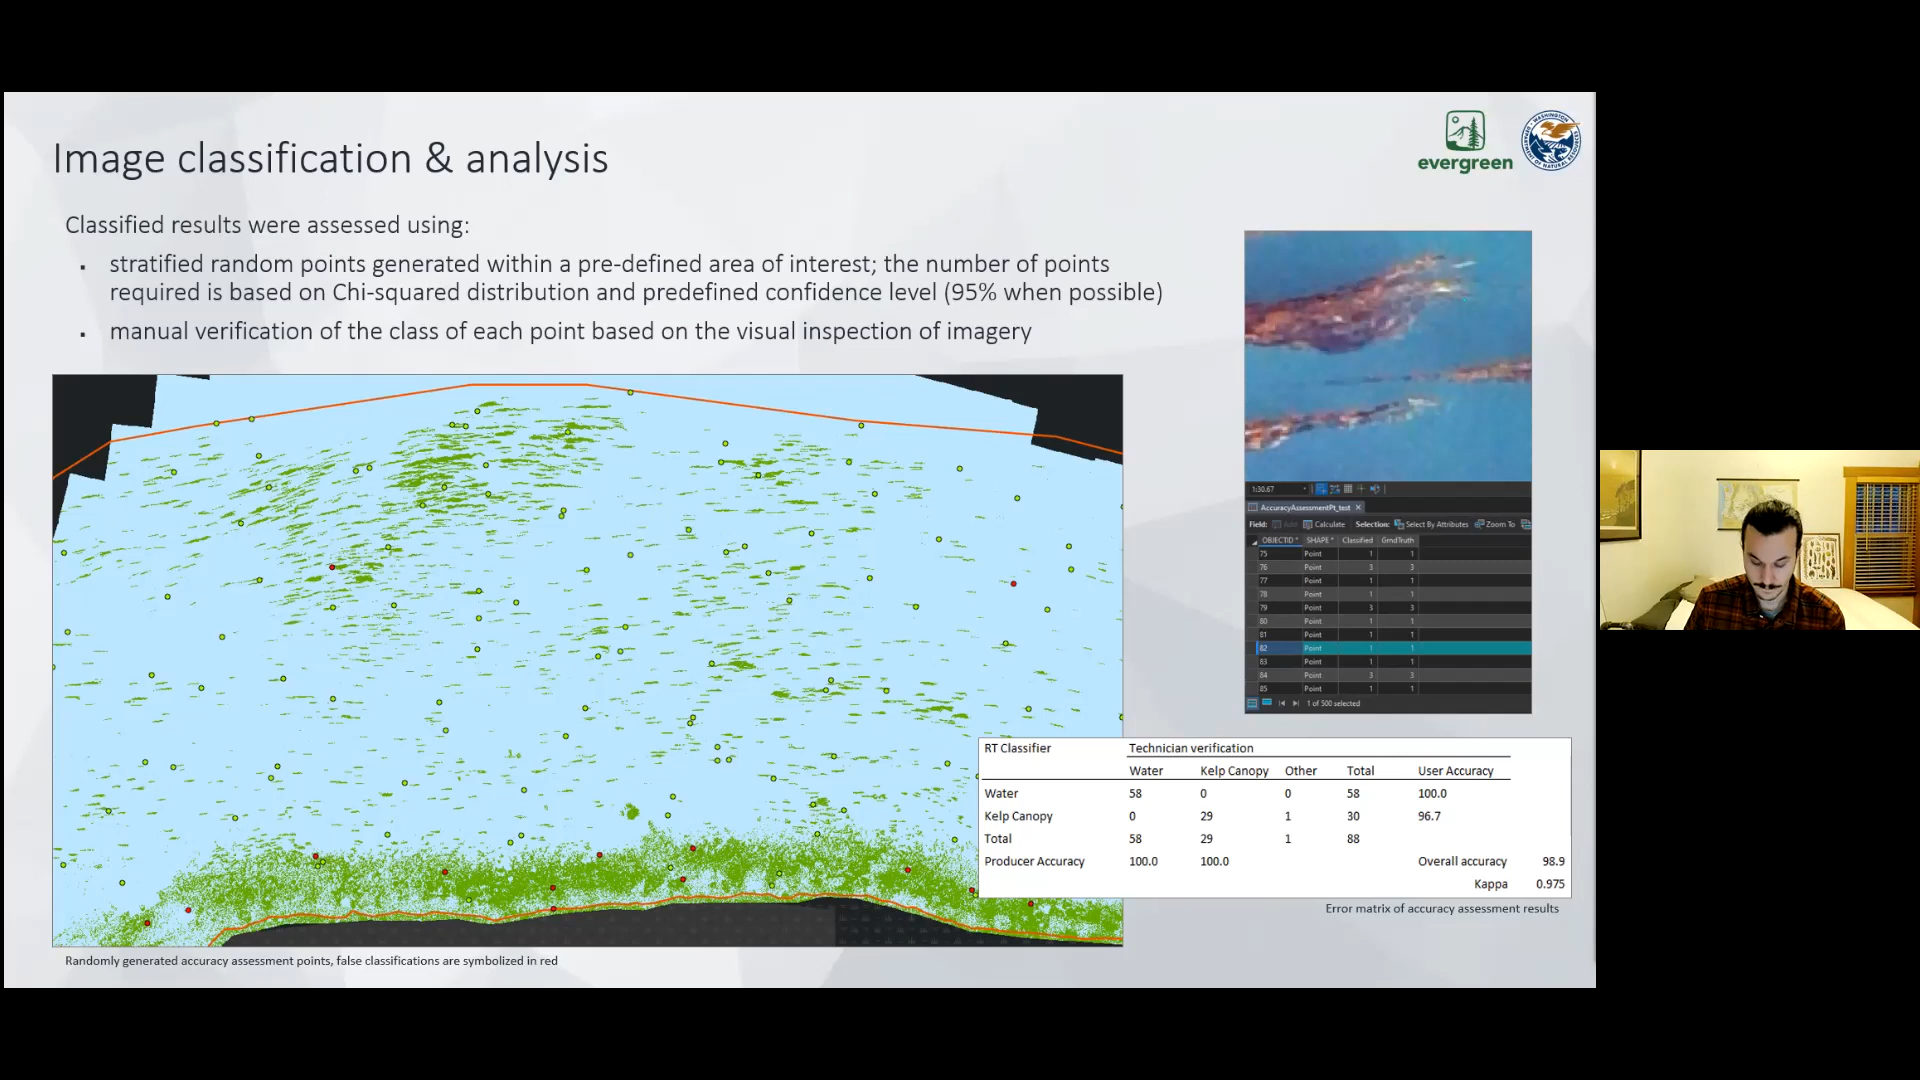 Image classification & analysis
evergreen
WASHINGTON
DEPARTMENT OF NATURAL RESOURCES
Classified results were assessed using:
▪ stratified random points generated within a pre-defined area of interest; the number of points
required is based on Chi-squared distribution and predefined confidence level (95% when possible)
▪ manual verification of the class of each point based on the visual inspection of imagery
1:30.67
AccuracyAssessmentPt_test
Field: Add Calculate Selection: Select By Attributes Zoom To
OBJECTID * SHAPE * Classified GrndTruth
75 Point 1 1
76 Point 3 3
77 Point 1 1
78 Point 1 1
79 Point 3 3
80 Point 1 1
81 Point 1 1
82 Point 1 1
83 Point 1 1
84 Point 3 3
85 Point 1 1
1 of 500 selected
RT Classifier Technician verification
Water Kelp Canopy Other Total User Accuracy
Water 58 0 0 58 100.0
Kelp Canopy 0 29 1 30 96.7
Total 58 29 1 88
Producer Accuracy 100.0 100.0 Overall accuracy 98.9
Kappa 0.975
Error matrix of accuracy assessment results
Randomly generated accuracy assessment points, false classifications are symbolized in red